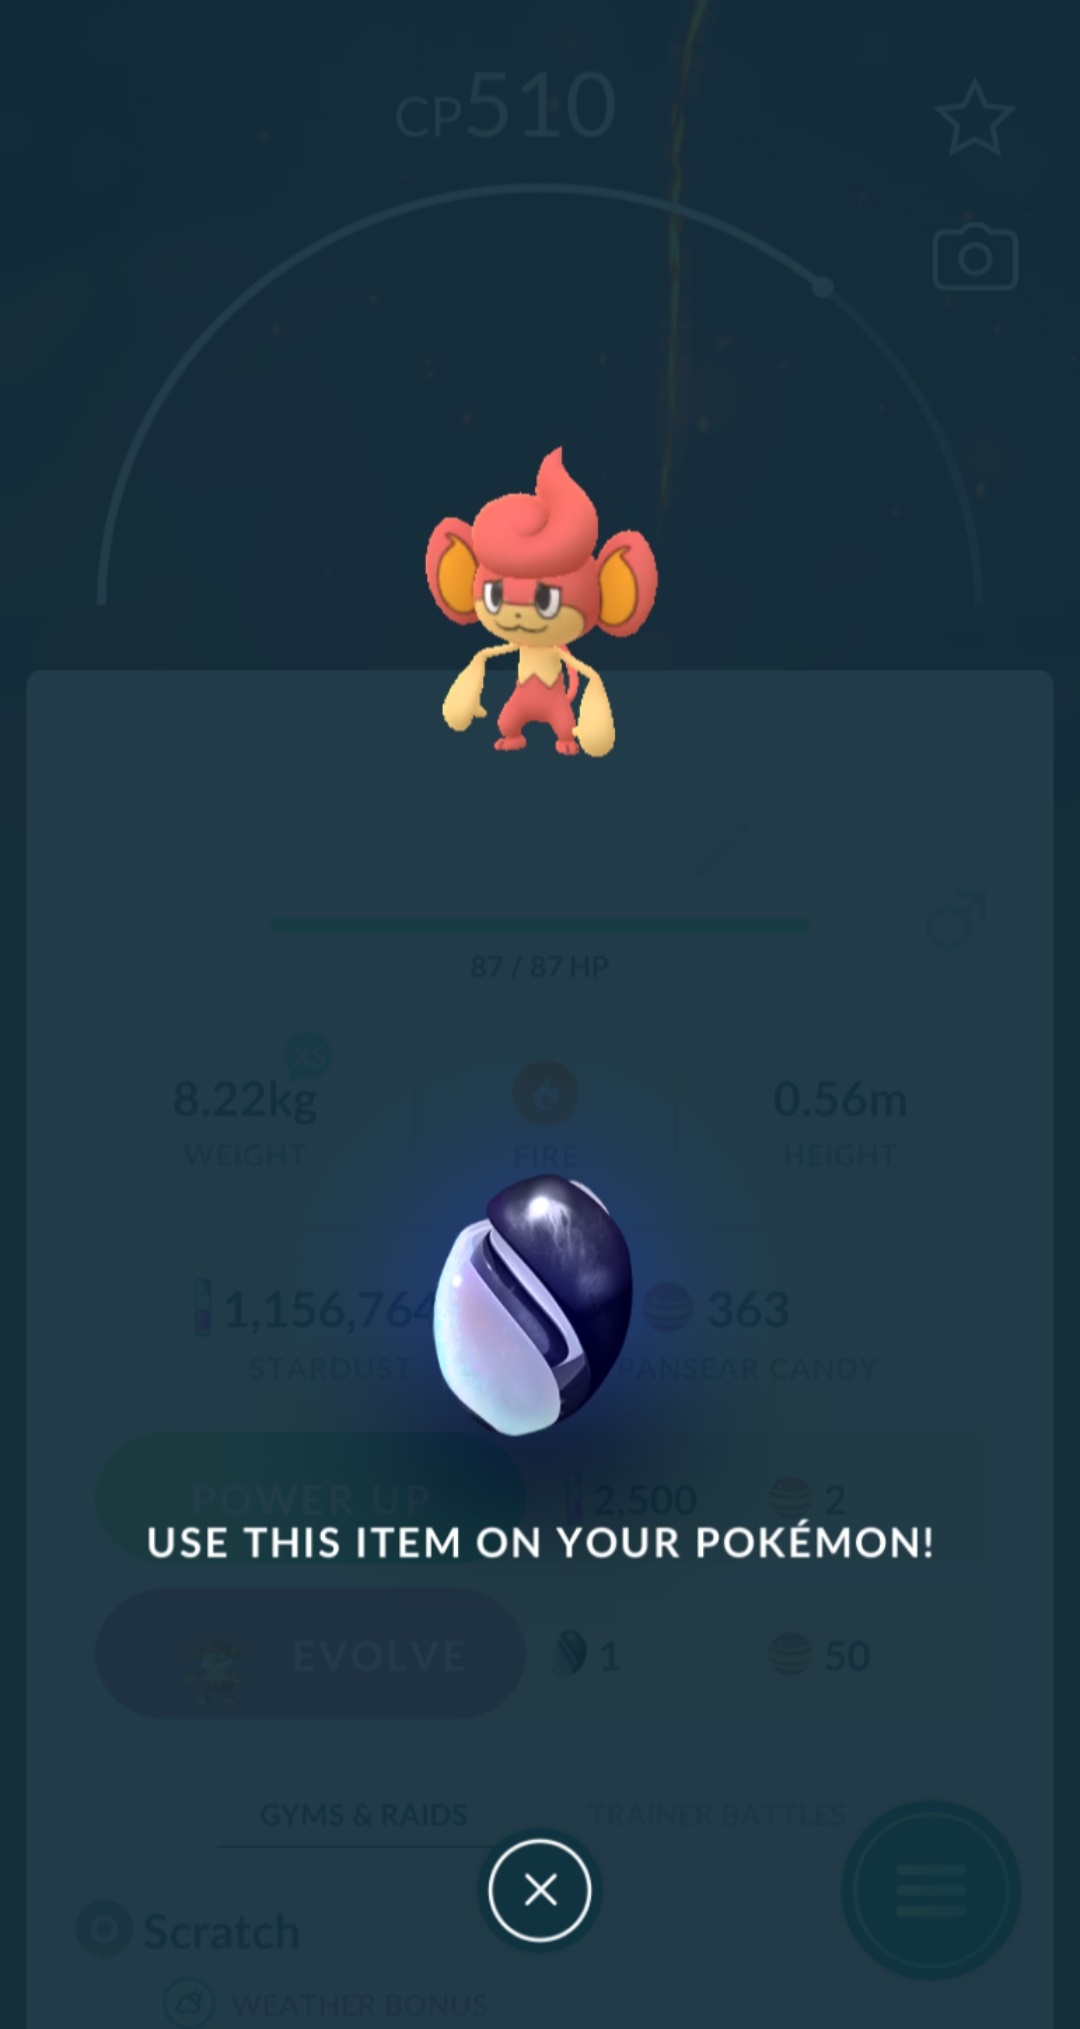 CP510
87 / 87 HP
XS
8.22kg
0.56m
WEIGHT
FIRE
HEIGHT
1,156,764
363
STARDUST
PANSEAR CANDY
POWER UP
2,500
2
USE THIS ITEM ON YOUR POKÉMON!
EVOLVE
1
50
GYMS & RAIDS
TRAINER BATTLES
Scratch
WEATHER BONUS